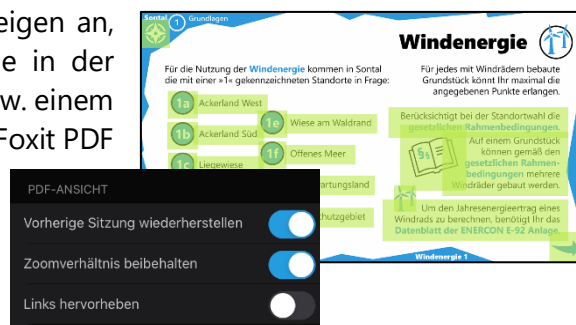 eigen an,
e in der
w. einem
Foxit PDF
Sontal 1 Grundlagen
Windenergie
Für die Nutzung der Windenergie kommen in Sontal
die mit einer »1« gekennzeichneten Standorte in Frage:
1a Ackerland West
1b Ackerland Süd
1c Liegewiese
1e Wiese am Waldrand
1f Offenes Meer
artungsland
hutzgebiet
Für jedes mit Windrädern bebaute
Grundstück könnt Ihr maximal die
angegebenen Punkte erlangen.
Berücksichtigt bei der Standortwahl die
gesetzlichen Rahmenbedingungen.
§§
Auf einem Grundstück
können gemäß den
gesetzlichen Rahmen-
bedingungen mehrere
Windräder gebaut werden.
Um den Jahresenergieertrag eines
Windrads zu berechnen, benötigt Ihr das
Datenblatt der ENERCON E-92 Anlage.
Windenergie 1
PDF-ANSICHT
Vorherige Sitzung wiederherstellen
Zoomverhältnis beibehalten
Links hervorheben